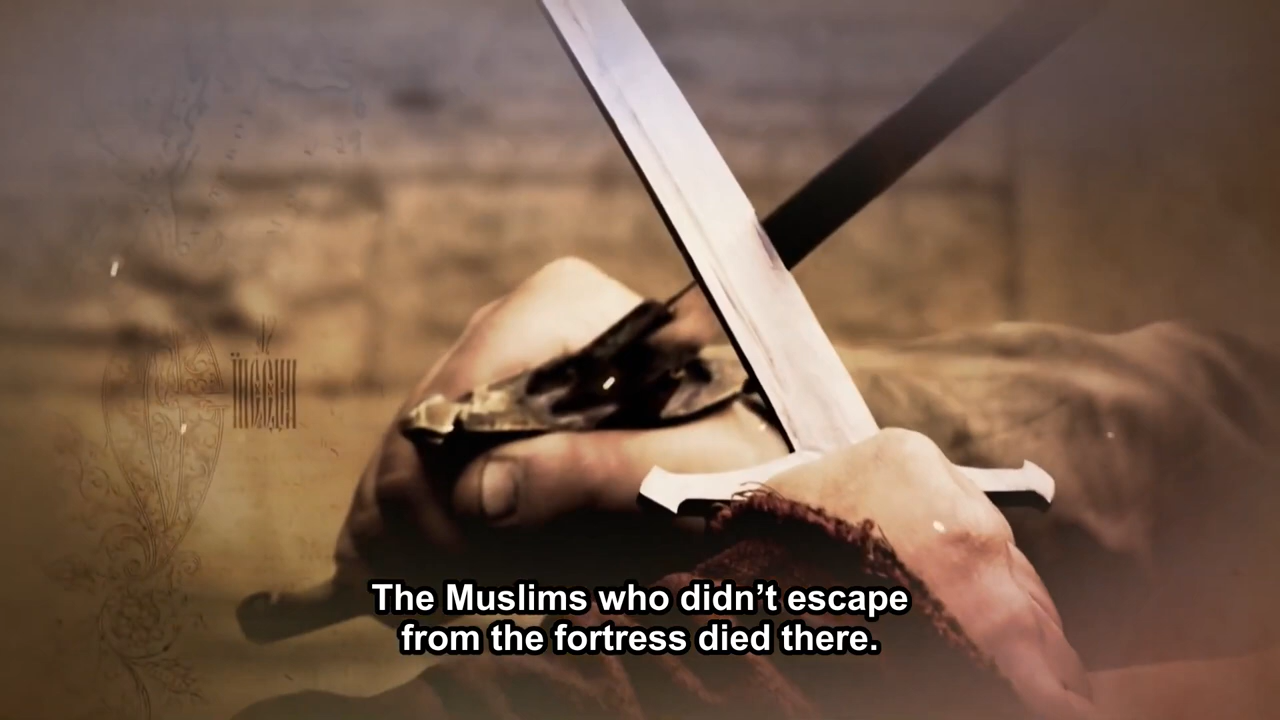 The Muslims who didn’t escape
from the fortress died there.